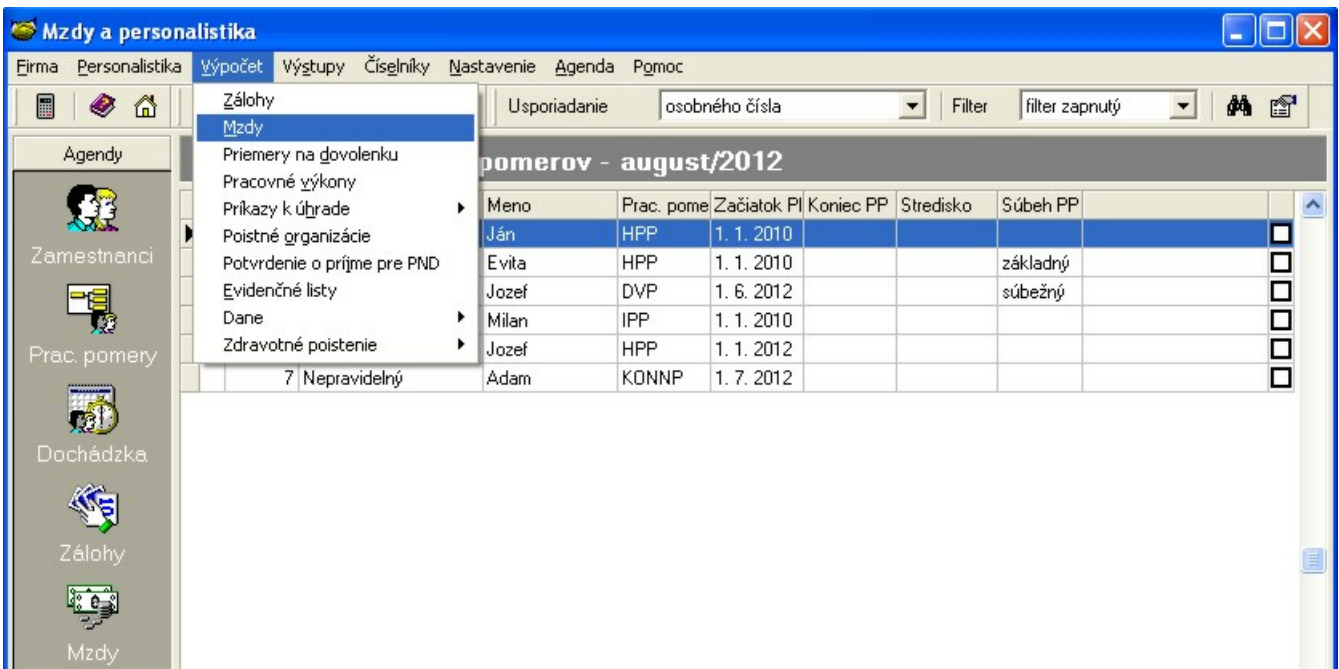 Mzdy a personalistika
Firma Personalistika Výpočet Výstupy Číselníky Nastavenie Agenda Pomoc
Usporiadanie osobného čísla Filter filter zapnutý
Zálohy
Mzdy
Priemery na dovolenku
Pracovné výkony
Príkazy k úhrade
Poistné organizácie
Potvrdenie o príjme pre PND
Evidenčné listy
Dane
Zdravotné poistenie
Agendy
Zamestnanci
Prac. pomery
Dochádzka
Zálohy
Mzdy
pomerov - august/2012
Meno Prac. pome Začiatok PI Koniec PP Stredisko Súbeh PP
Ján HPP 1. 1. 2010
Evita HPP 1. 1. 2010 základný
Jozef DVP 1. 6. 2012 súbežný
Milan IPP 1. 1. 2010
Jozef HPP 1. 1. 2012
7 Nepravidelný Adam KONNP 1. 7. 2012